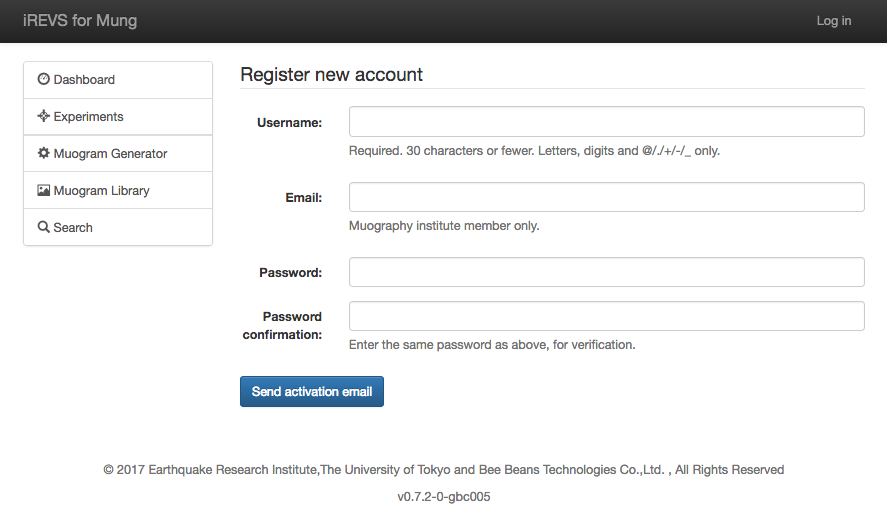 iREVS for Mung
Log in
Dashboard
Experiments
Muogram Generator
Muogram Library
Search
Register new account
Username:
Required. 30 characters or fewer. Letters, digits and @/./+/-/_ only.
Email:
Muography institute member only.
Password:
Password
confirmation:
Enter the same password as above, for verification.
Send activation email
© 2017 Earthquake Research Institute,The University of Tokyo and Bee Beans Technologies Co.,Ltd. , All Rights Reserved
v0.7.2-0-gbc005